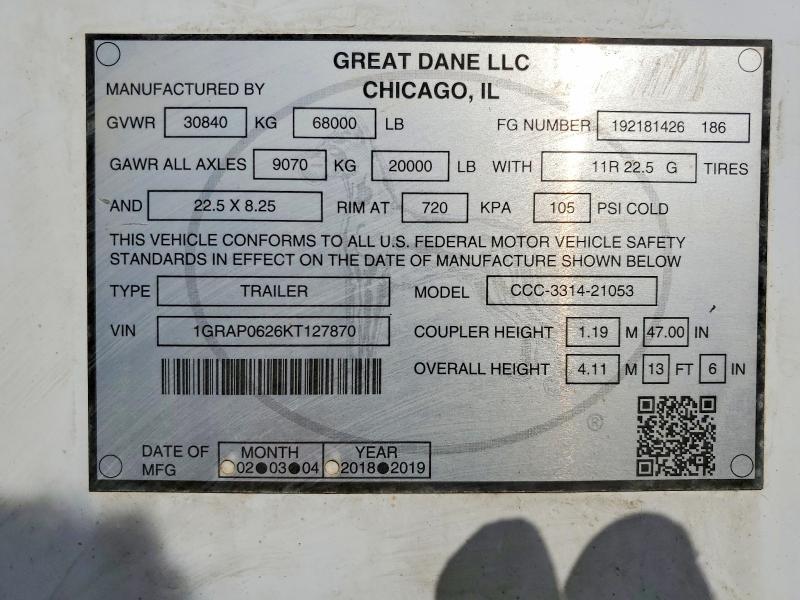 GREAT DANE LLC
MANUFACTURED BY CHICAGO, IL
GVWR 30840 KG 68000 LB FG NUMBER 192181426 186
GAWR ALL AXLES 9070 KG 20000 LB WITH 11R 22.5 G TIRES
AND 22.5 X 8.25 RIM AT 720 KPA 105 PSI COLD
THIS VEHICLE CONFORMS TO ALL U.S. FEDERAL MOTOR VEHICLE SAFETY
STANDARDS IN EFFECT ON THE DATE OF MANUFACTURE SHOWN BELOW
TYPE TRAILER MODEL CCC-3314-21053
VIN 1GRAP0626KT127870 COUPLER HEIGHT 1.19 M 47.00 IN
OVERALL HEIGHT 4.11 M 13 FT 6 IN
®
DATE OF MFG MONTH YEAR
02 03 04 2018 2019